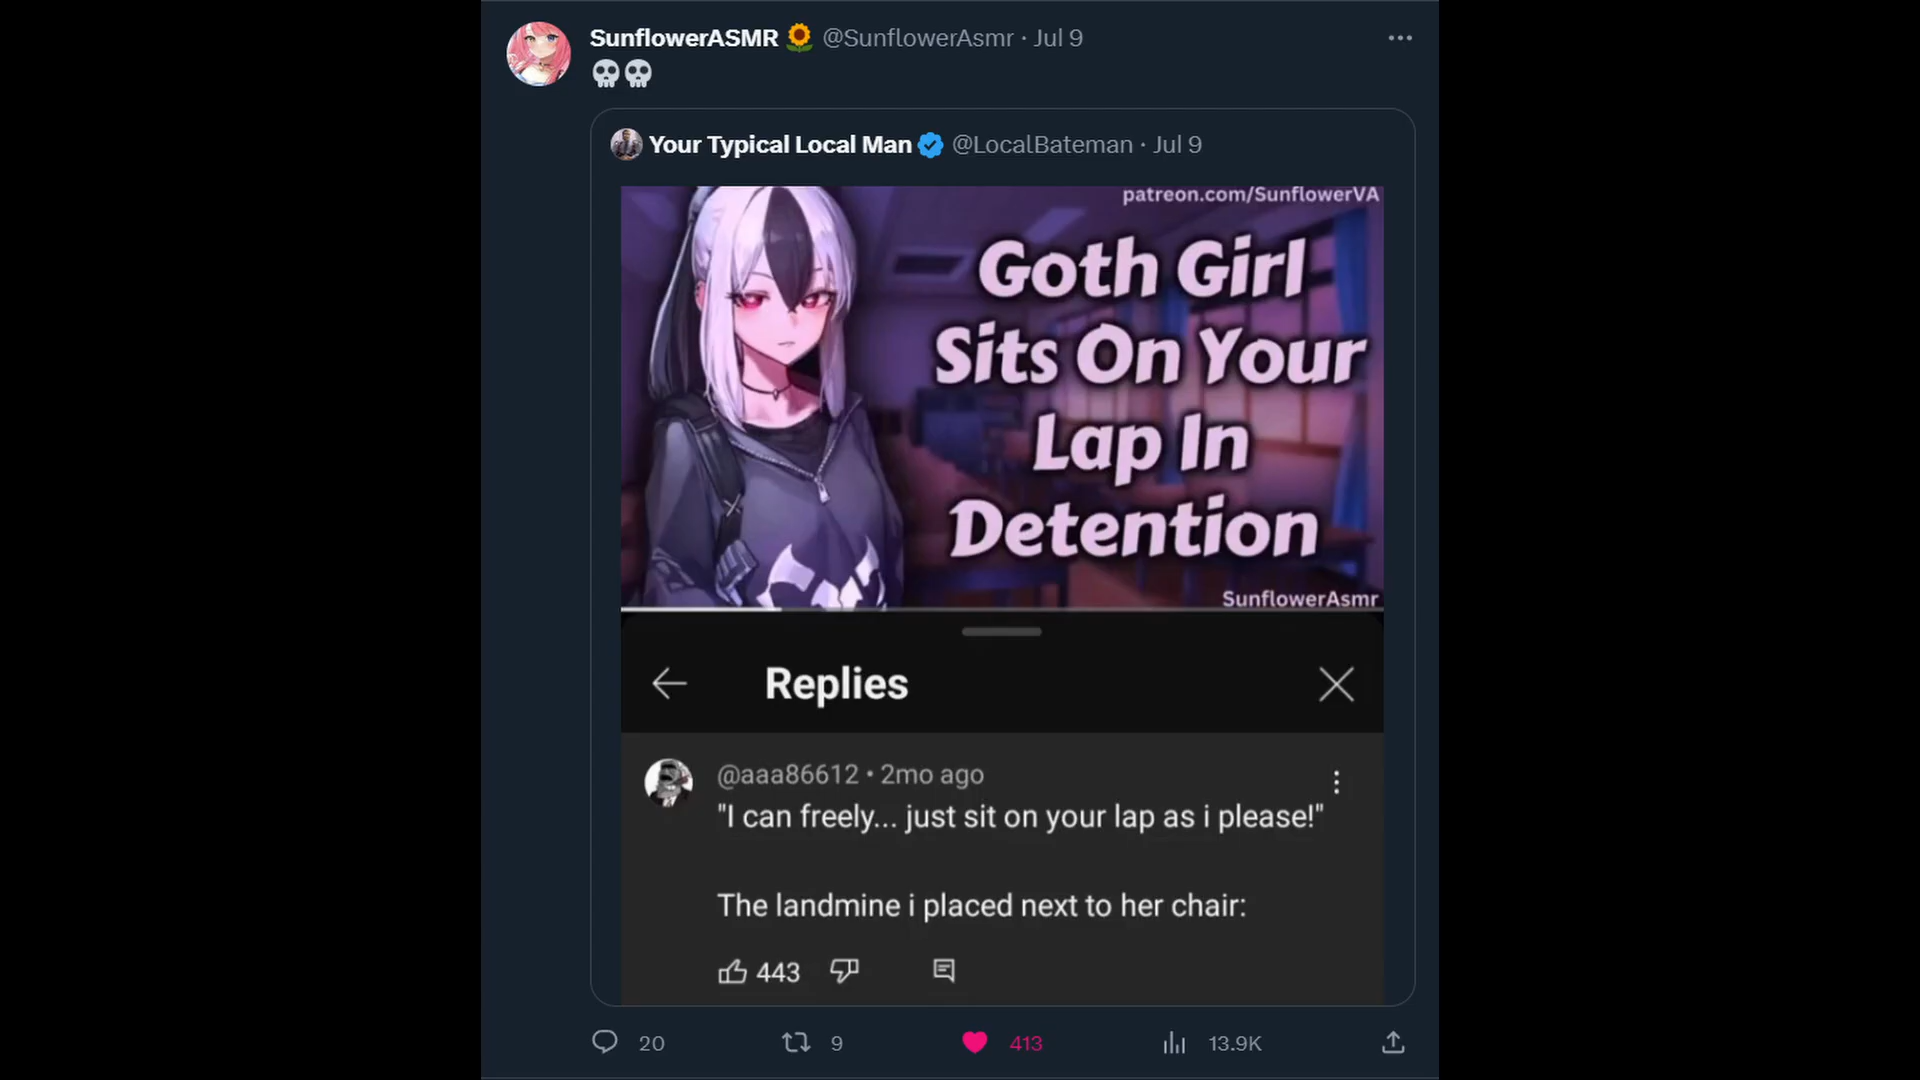 SunflowerASMR 🌻 @SunflowerAsmr · Jul 9
💀💀
Your Typical Local Man @LocalBateman · Jul 9
patreon.com/SunflowerVA
Goth Girl
Sits On Your
Lap In
Detention
SunflowerAsmr
Replies
@aaa86612 • 2mo ago
"I can freely... just sit on your lap as i please!"
The landmine i placed next to her chair:
443
20 9 413 13.9K